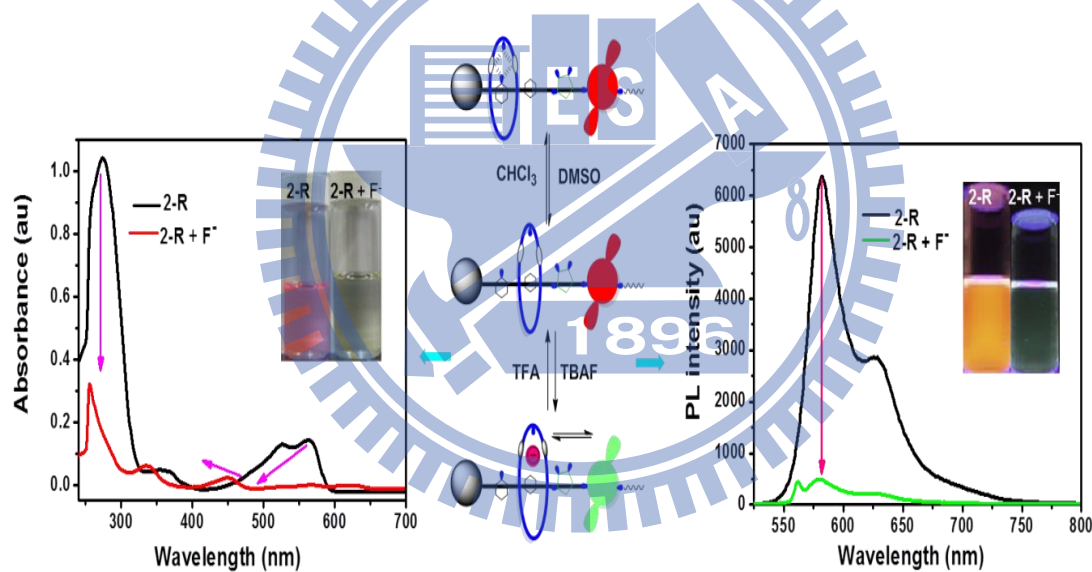 ES
A
8
1896
1.0
0.8
0.6
0.4
0.2
0.0
Absorbance (au)
300 400 500 600 700
Wavelength (nm)
2-R
2-R + F⁻
2-R
2-R + F⁻
CHCl₃ DMSO
TFA TBAF
7000
6000
5000
4000
3000
2000
1000
0
PL intensity (au)
550 600 650 700 750 800
Wavelength (nm)
2-R
2-R + F⁻
2-R
2-R + F⁻